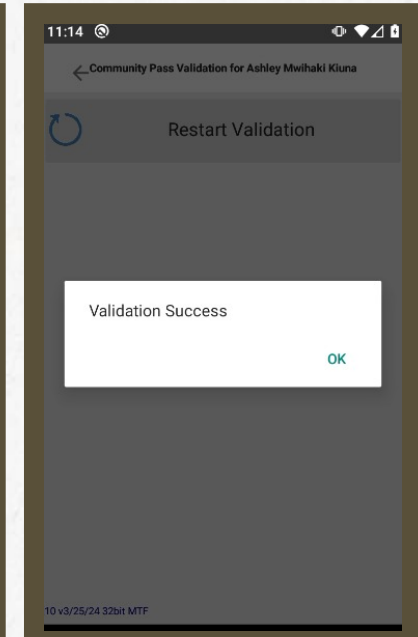 11:14
Community Pass Validation for Ashley Mwihaki Kiuna
Restart Validation
Validation Success
OK
10 v3/25/24 32bit MTF